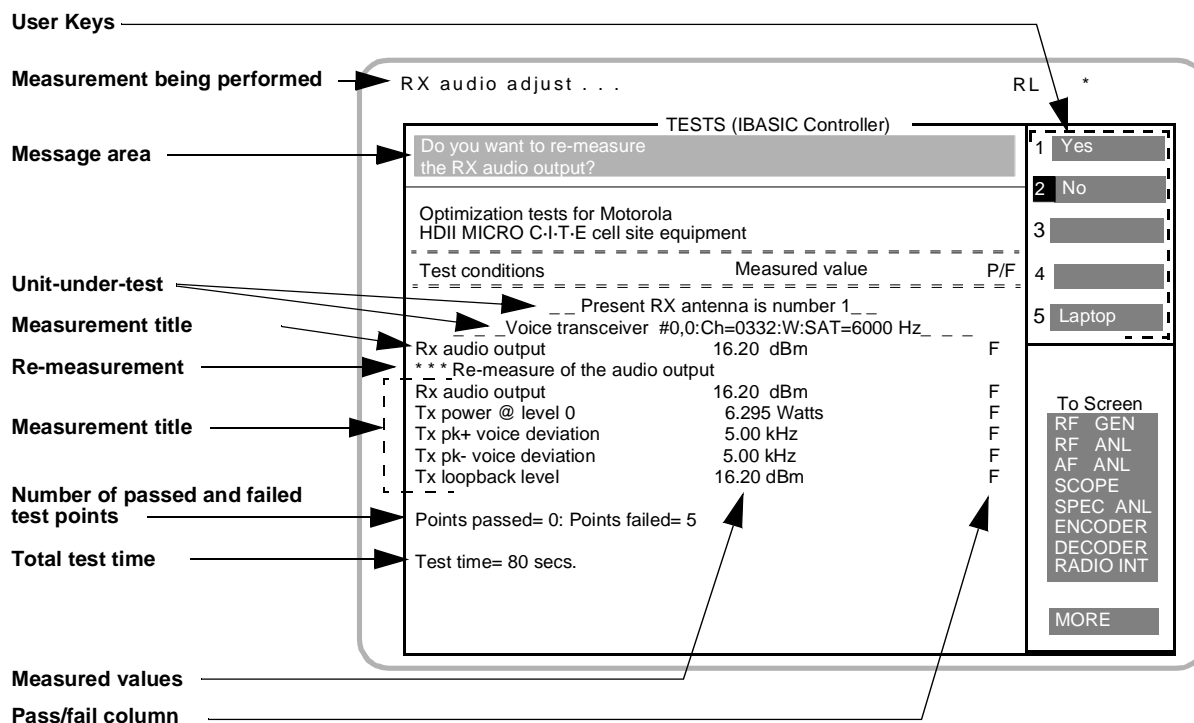 User Keys
Measurement being performed
RX audio adjust . . .
RL *
TESTS (IBASIC Controller)
Message area
Do you want to re-measure
the RX audio output?
1 Yes
2 No
3
4
5 Laptop
Optimization tests for Motorola
HDII MICRO C·I·T·E cell site equipment
Test conditions Measured value P/F
Unit-under-test
_ _ Present RX antenna is number 1_ _
_ _ _Voice transceiver #0,0:Ch=0332:W:SAT=6000 Hz_ _ _
Measurement title
Rx audio output 16.20 dBm F
Re-measurement
* * * Re-measure of the audio output
Rx audio output 16.20 dBm F
Tx power @ level 0 6.295 Watts F
Measurement title
Tx pk+ voice deviation 5.00 kHz F
Tx pk- voice deviation 5.00 kHz F
Tx loopback level 16.20 dBm F
Number of passed and failed
test points
Points passed= 0: Points failed= 5
Total test time
Test time= 80 secs.
To Screen
RF GEN
RF ANL
AF ANL
SCOPE
SPEC ANL
ENCODER
DECODER
RADIO INT
MORE
Measured values
Pass/fail column